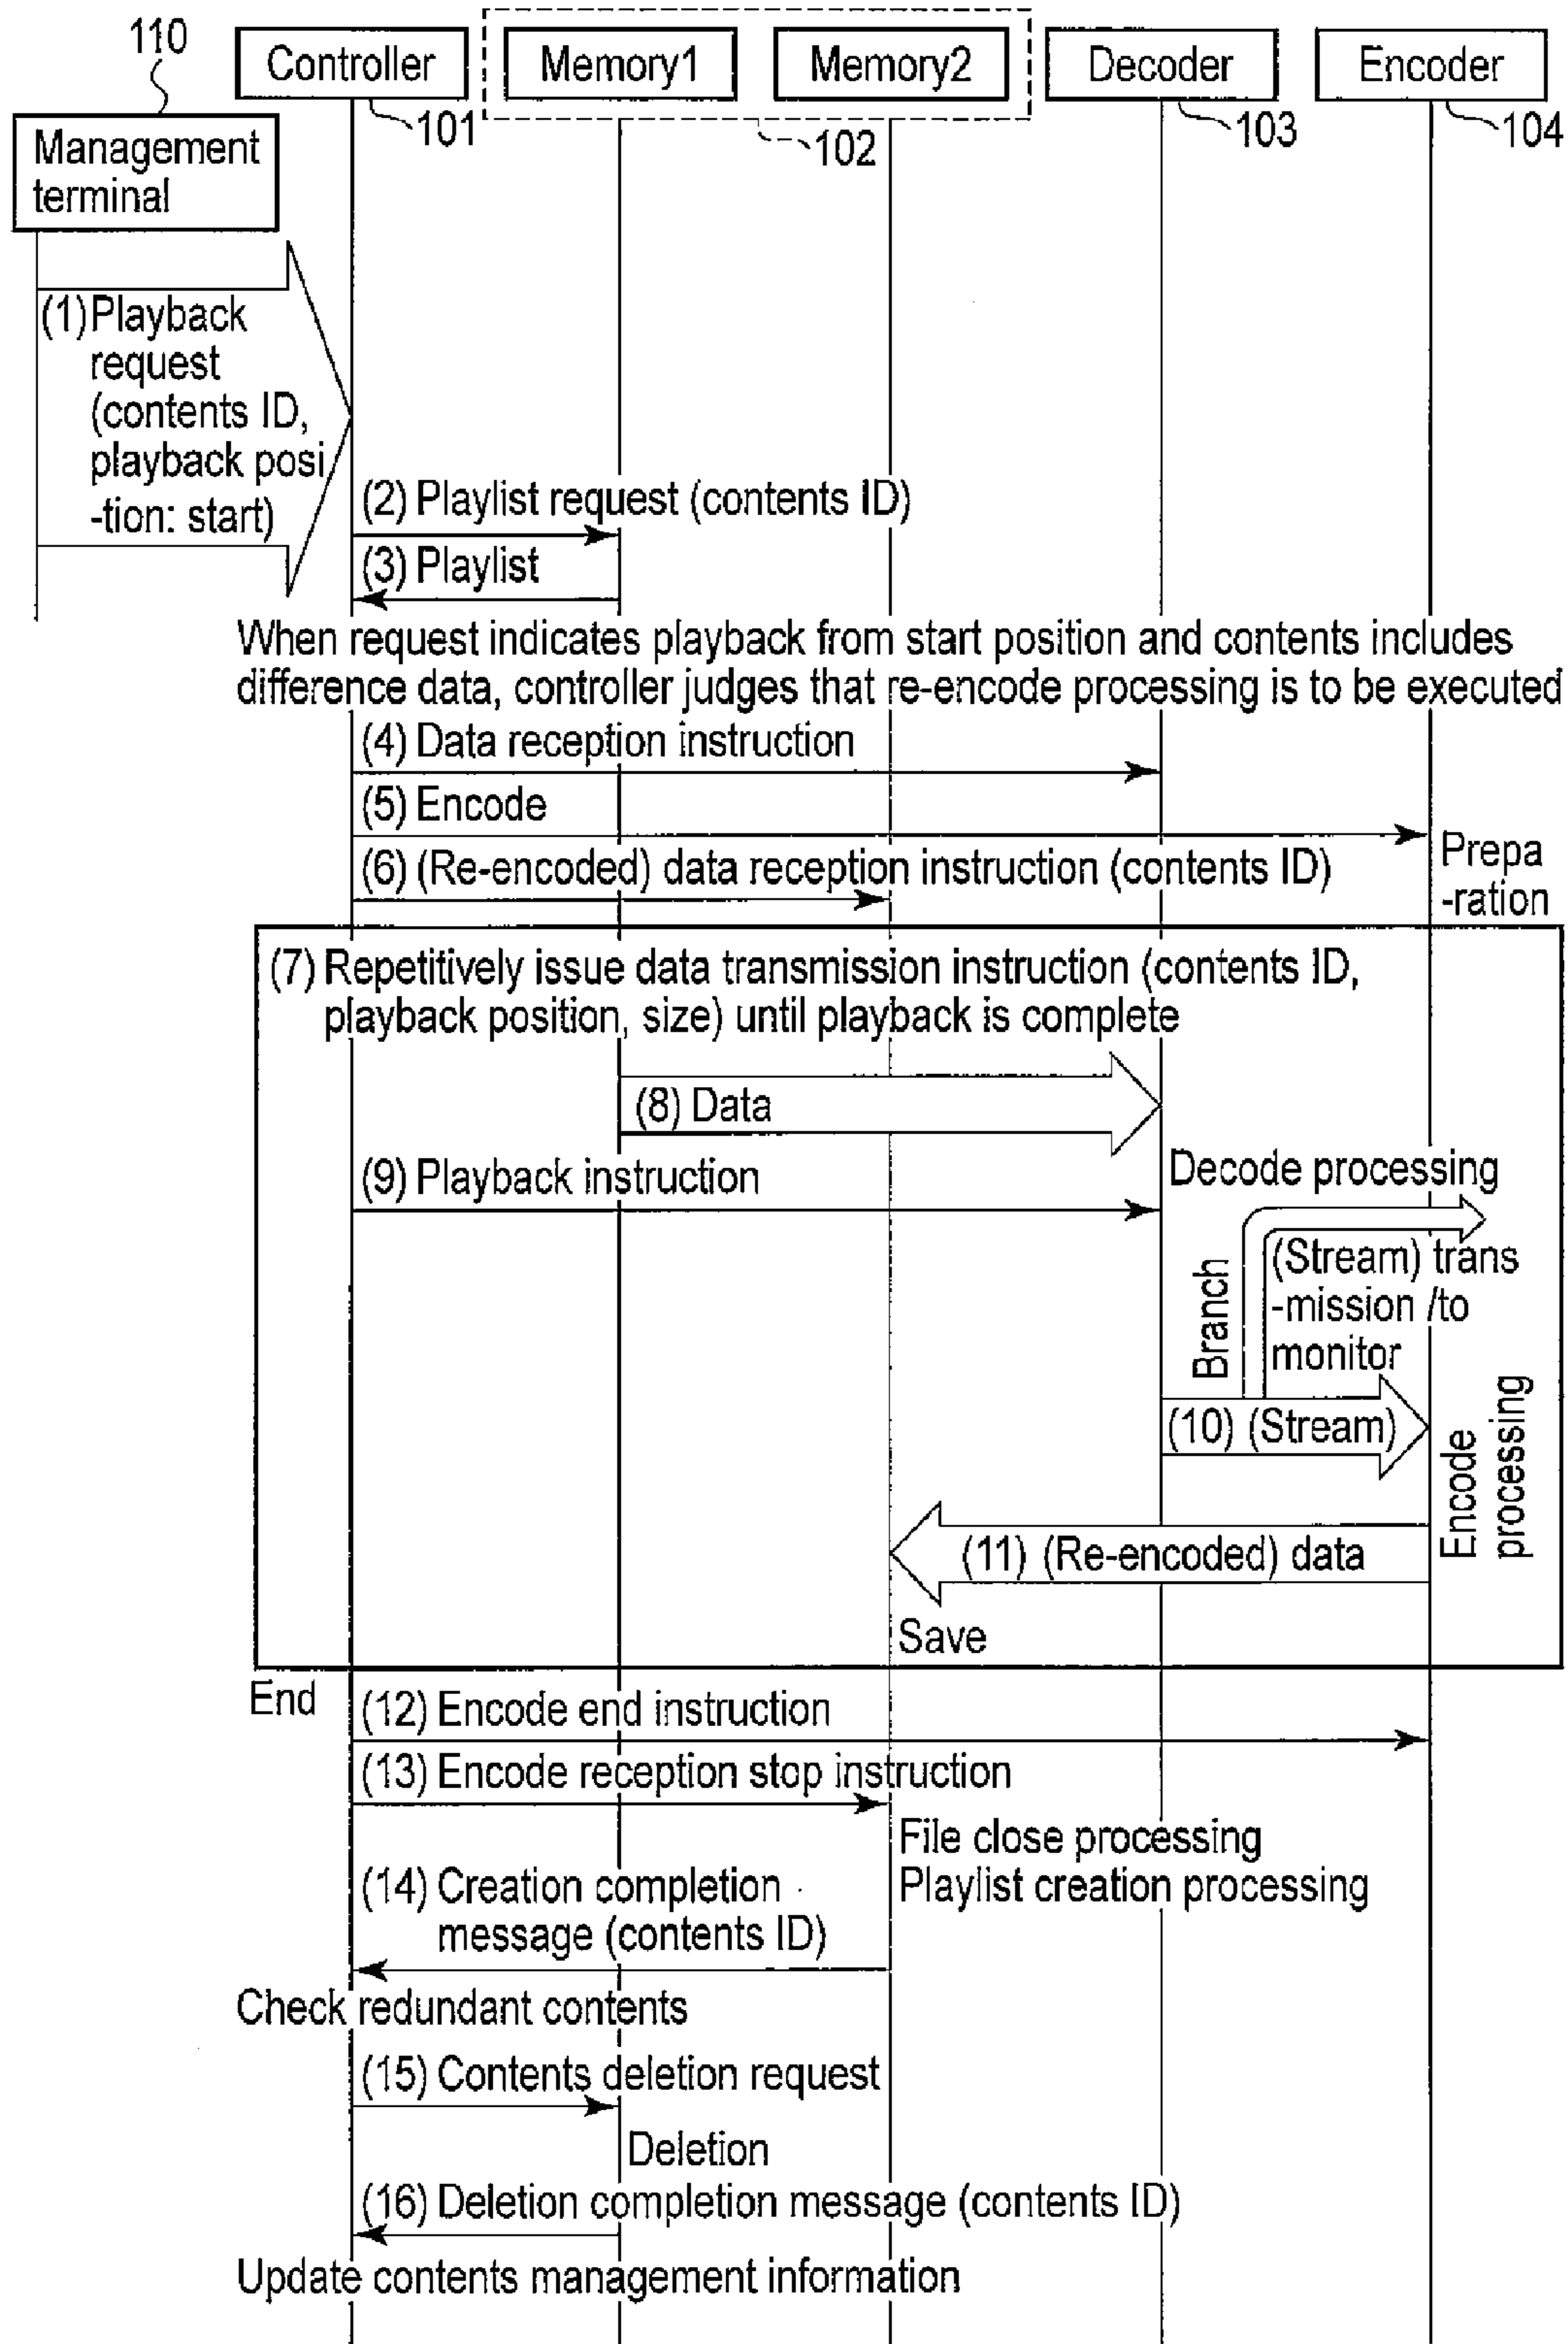 110
Controller
Memory1
Memory2
Decoder
Encoder
101
102
103
104
Management
terminal
(1) Playback
request
(contents ID,
playback posi
-tion: start)
(2) Playlist request (contents ID)
(3) Playlist
When request indicates playback from start position and contents includes
difference data, controller judges that re-encode processing is to be executed
(4) Data reception instruction
(5) Encode
Prepa
-ration
(6) (Re-encoded) data reception instruction (contents ID)
(7) Repetitively issue data transmission instruction (contents ID,
playback position, size) until playback is complete
(8) Data
(9) Playback instruction
Decode processing
Branch
(Stream) trans
-mission /to
monitor
(10) (Stream)
Encode
processing
(11) (Re-encoded) data
Save
End
(12) Encode end instruction
(13) Encode reception stop instruction
File close processing
Playlist creation processing
(14) Creation completion
message (contents ID)
Check redundant contents
(15) Contents deletion request
Deletion
(16) Deletion completion message (contents ID)
Update contents management information